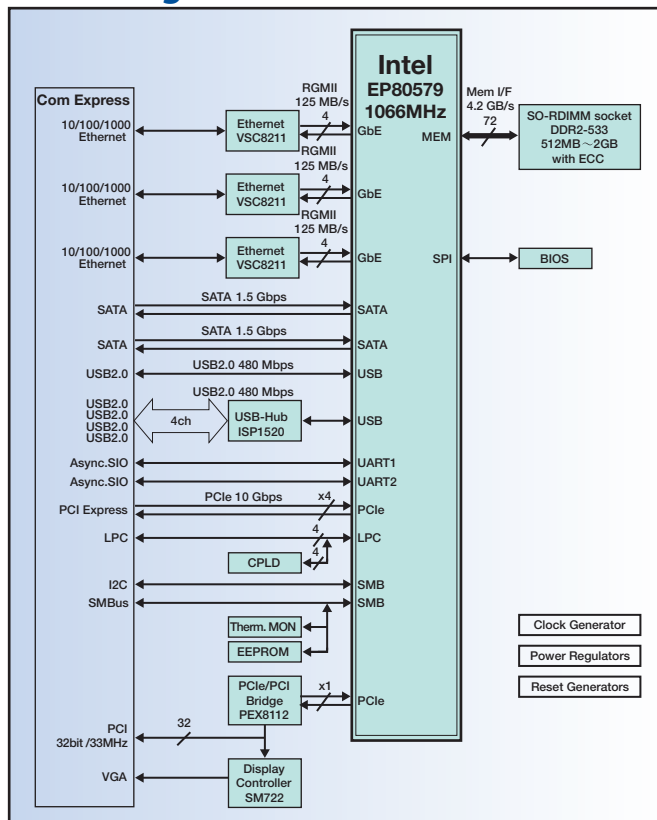 Intel
EP80579
1066MHz
Com Express
RGMII
125 MB/s
4
10/100/1000
Ethernet
Ethernet
VSC8211
GbE
MEM
Mem I/F
4.2 GB/s
72
SO-RDIMM socket
DDR2-533
512MB～2GB
with ECC
RGMII
125 MB/s
4
10/100/1000
Ethernet
Ethernet
VSC8211
GbE
RGMII
125 MB/s
4
10/100/1000
Ethernet
Ethernet
VSC8211
GbE
SPI
BIOS
SATA
SATA 1.5 Gbps
SATA
SATA
SATA 1.5 Gbps
SATA
USB2.0
USB2.0 480 Mbps
USB
USB2.0 480 Mbps
USB2.0
USB2.0
USB2.0
USB2.0
4ch
USB-Hub
ISP1520
USB
Async.SIO
UART1
Async.SIO
UART2
PCI Express
PCIe 10 Gbps
x4
PCIe
LPC
4
LPC
CPLD
4
I2C
SMB
SMBus
SMB
Therm. MON
EEPROM
Clock Generator
Power Regulators
Reset Generators
PCIe/PCI
Bridge
PEX8112
x1
PCIe
PCI
32bit /33MHz
32
VGA
Display
Controller
SM722